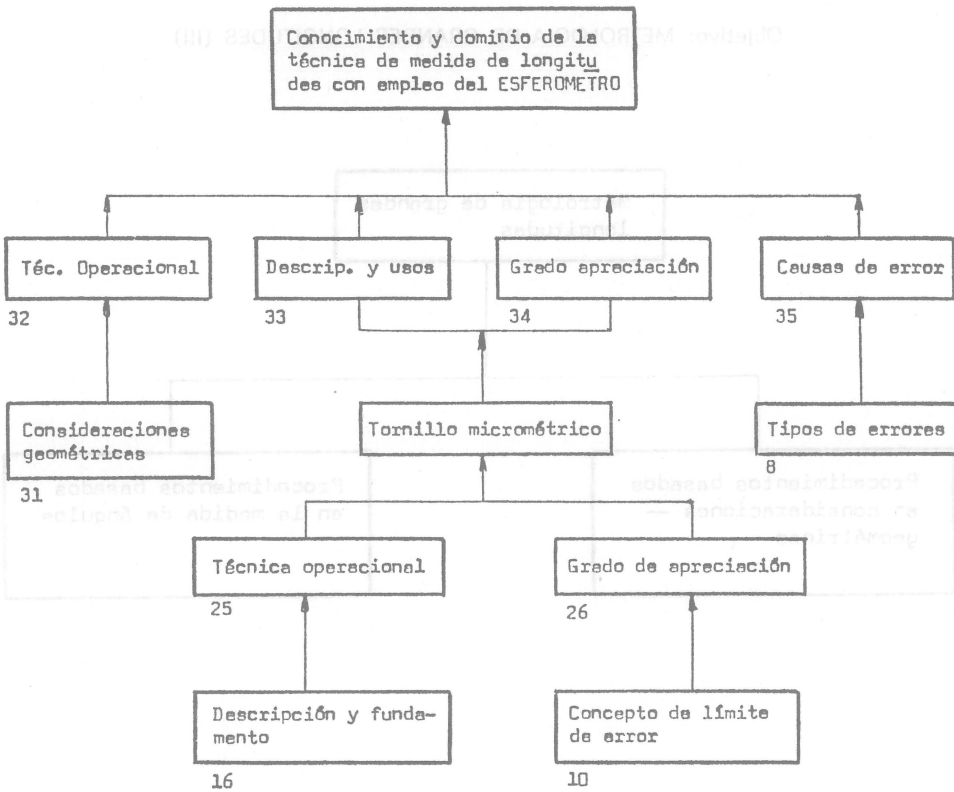 Conocimiento y dominio de la
técnica de medida de longitu
des con empleo del ESFEROMETRO
Téc. Operacional
Descrip. y usos
Grado apreciación
Causas de error
32
33
34
35
Consideraciones
geométricas
Tornillo micrométrico
Tipos de errores
31
8
Técnica operacional
Grado de apreciación
25
26
Descripción y funda-
mento
Concepto de límite
de error
16
10